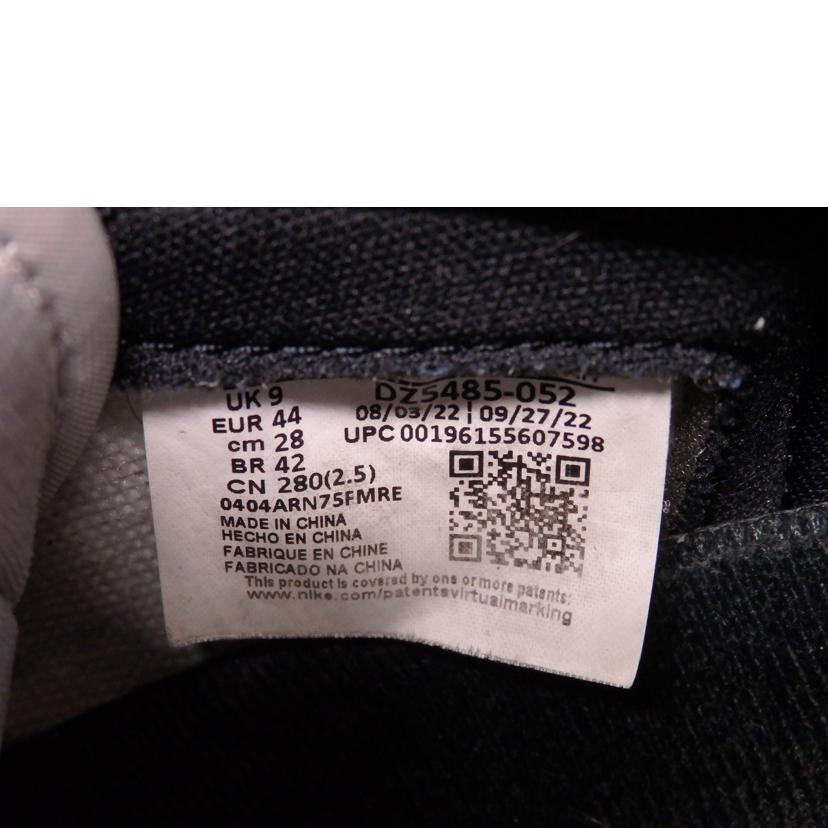 UK 9
EUR 44
cm 28
BR 42
CN 280(2.5)
0404ARN75FMRE
MADE IN CHINA
HECHO EN CHINA
FABRIQUE EN CHINE
FABRICADO NA CHINA
DZ5485-052
08/03/22 | 09/27/22
UPC 00196155607598
This product is covered by one or more patents:
www.nike.com/patentsvirtualmarking